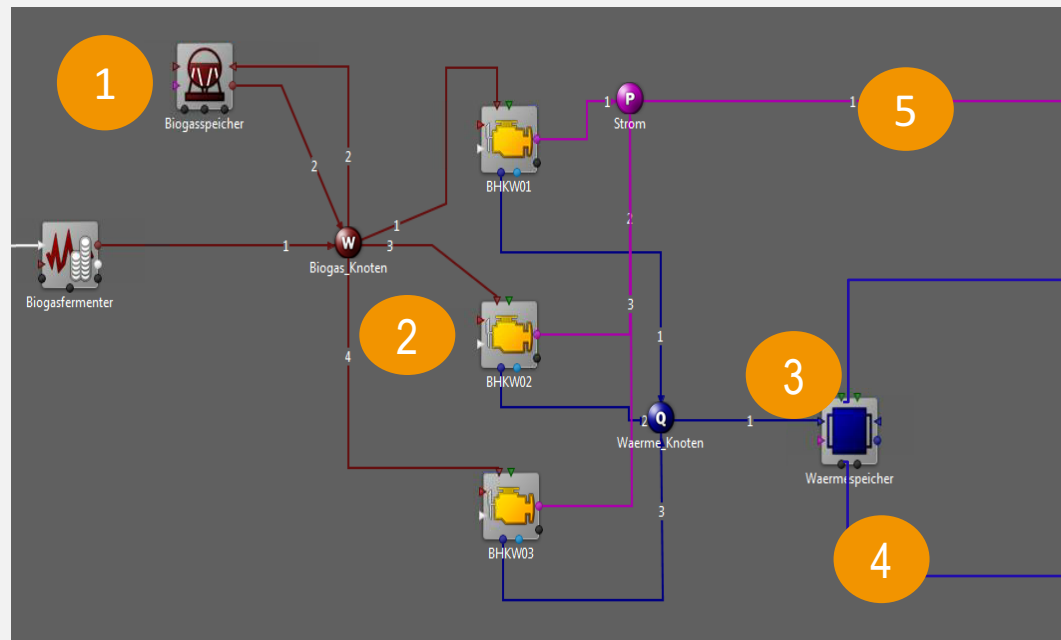 1
Biogasspeicher
2
2
1
W
Biogas_Knoten
1
3
4
Biogasfermenter
BHKW01
1
P
Strom
1
5
2
3
2
BHKW02
1
2
Q
Waerme_Knoten
1
3
3
Waermespeicher
BHKW03
4